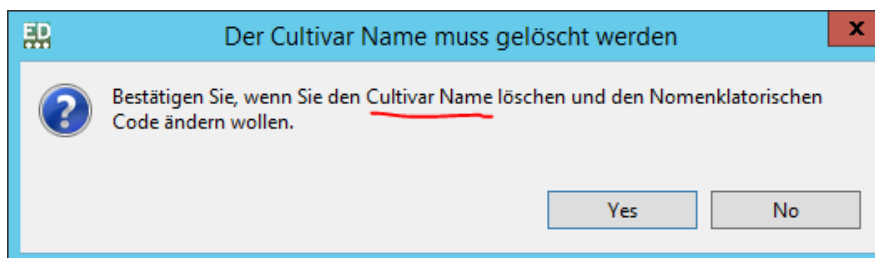 ED
Der Cultivar Name muss gelöscht werden
x
Bestätigen Sie, wenn Sie den Cultivar Name löschen und den Nomenklatorischen
Code ändern wollen.
Yes No